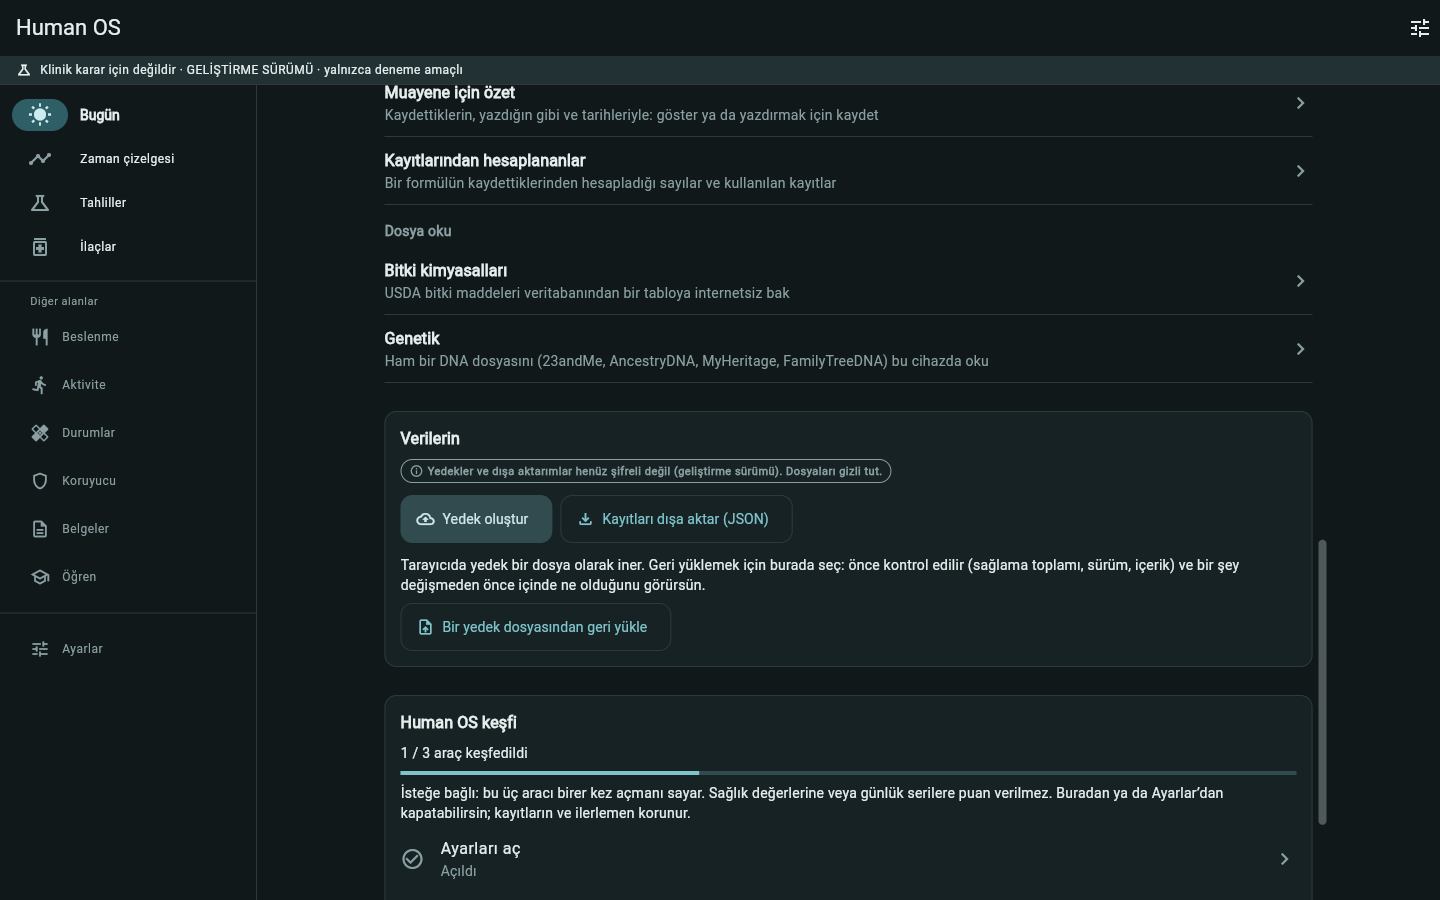 Human OS
Klinik karar için değildir · GELİŞTİRME SÜRÜMÜ · yalnızca deneme amaçlı
Bugün
Zaman çizelgesi
Tahliller
İlaçlar
Diğer alanlar
Beslenme
Aktivite
Durumlar
Koruyucu
Belgeler
Öğren
Ayarlar
Muayene için özet
Kaydettiklerin, yazdığın gibi ve tarihleriyle: göster ya da yazdırmak için kaydet
Kayıtlarından hesaplananlar
Bir formülün kaydettiklerinden hesapladığı sayılar ve kullanılan kayıtlar
Dosya oku
Bitki kimyasalları
USDA bitki maddeleri veritabanından bir tabloya internetsiz bak
Genetik
Ham bir DNA dosyasını (23andMe, AncestryDNA, MyHeritage, FamilyTreeDNA) bu cihazda oku
Verilerin
Yedekler ve dışa aktarımlar henüz şifreli değil (geliştirme sürümü). Dosyaları gizli tut.
Yedek oluştur
Kayıtları dışa aktar (JSON)
Tarayıcıda yedek bir dosya olarak iner. Geri yüklemek için burada seç: önce kontrol edilir (sağlama toplamı, sürüm, içerik) ve bir şey
değişmeden önce içinde ne olduğunu görürsün.
Bir yedek dosyasından geri yükle
Human OS keşfi
1 / 3 araç keşfedildi
İsteğe bağlı: bu üç aracı birer kez açmanı sayar. Sağlık değerlerine veya günlük serilere puan verilmez. Buradan ya da Ayarlar’dan
kapatabilirsin; kayıtların ve ilerlemen korunur.
Ayarları aç
Açıldı